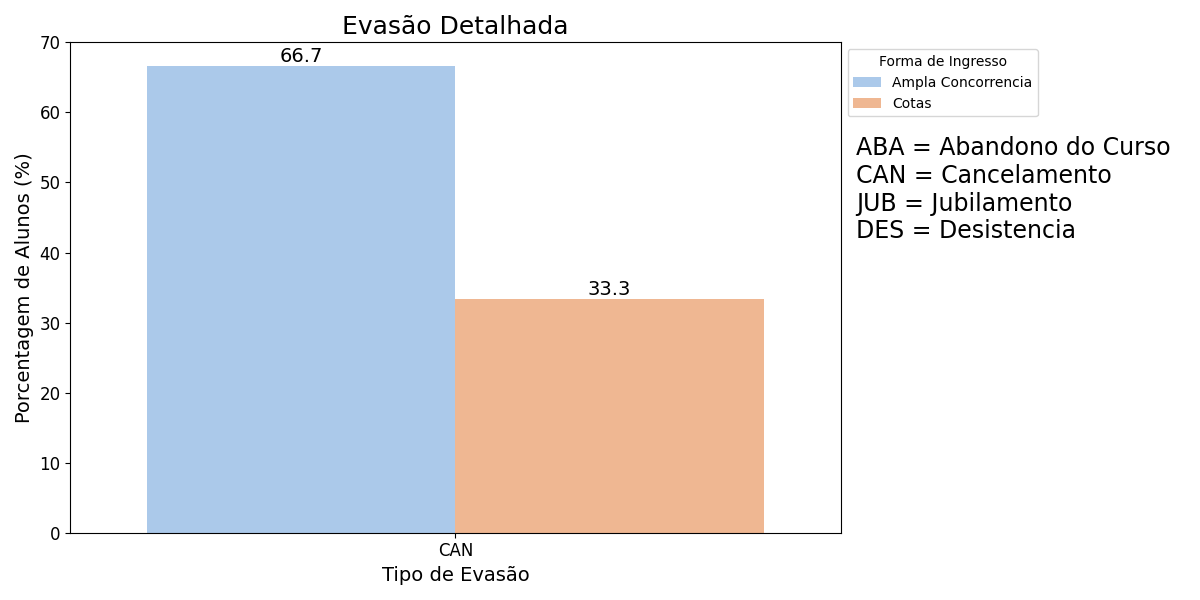 Evasão Detalhada
70
60
50
40
30
20
10
0
Porcentagem de Alunos (%)
66.7
33.3
CAN
Tipo de Evasão
Forma de Ingresso
Ampla Concorrencia
Cotas
ABA = Abandono do Curso
CAN = Cancelamento
JUB = Jubilamento
DES = Desistencia